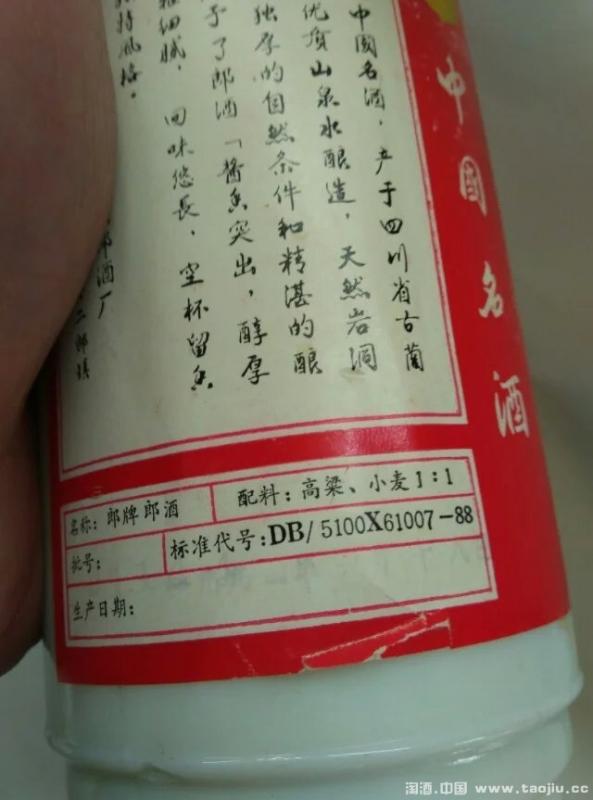 中国名酒
中国名酒，产于四川省古蔺
优质山泉水酿造，天然岩洞
独厚的自然条件和精湛的酿
予了郎酒「酱香突出，醇厚
细腻，回味悠長，空杯留香
特风格。
郎酒厂
二郎镇
名称：郎牌郎酒
配料：高粱、小麦1:1
批号：
标准代号：DB/5100X61007-88
生产日期：
淘酒.中国 www.taojiu.cc